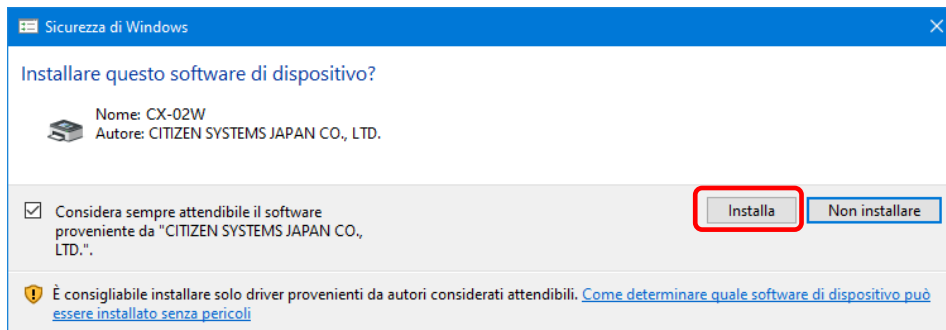 Sicurezza di Windows
Installare questo software di dispositivo?
Nome: CX-02W
Autore: CITIZEN SYSTEMS JAPAN CO., LTD.
Considera sempre attendibile il software
proveniente da "CITIZEN SYSTEMS JAPAN CO.,
LTD.".
Installa
Non installare
È consigliabile installare solo driver provenienti da autori considerati attendibili. Come determinare quale software di dispositivo può
essere installato senza pericoli